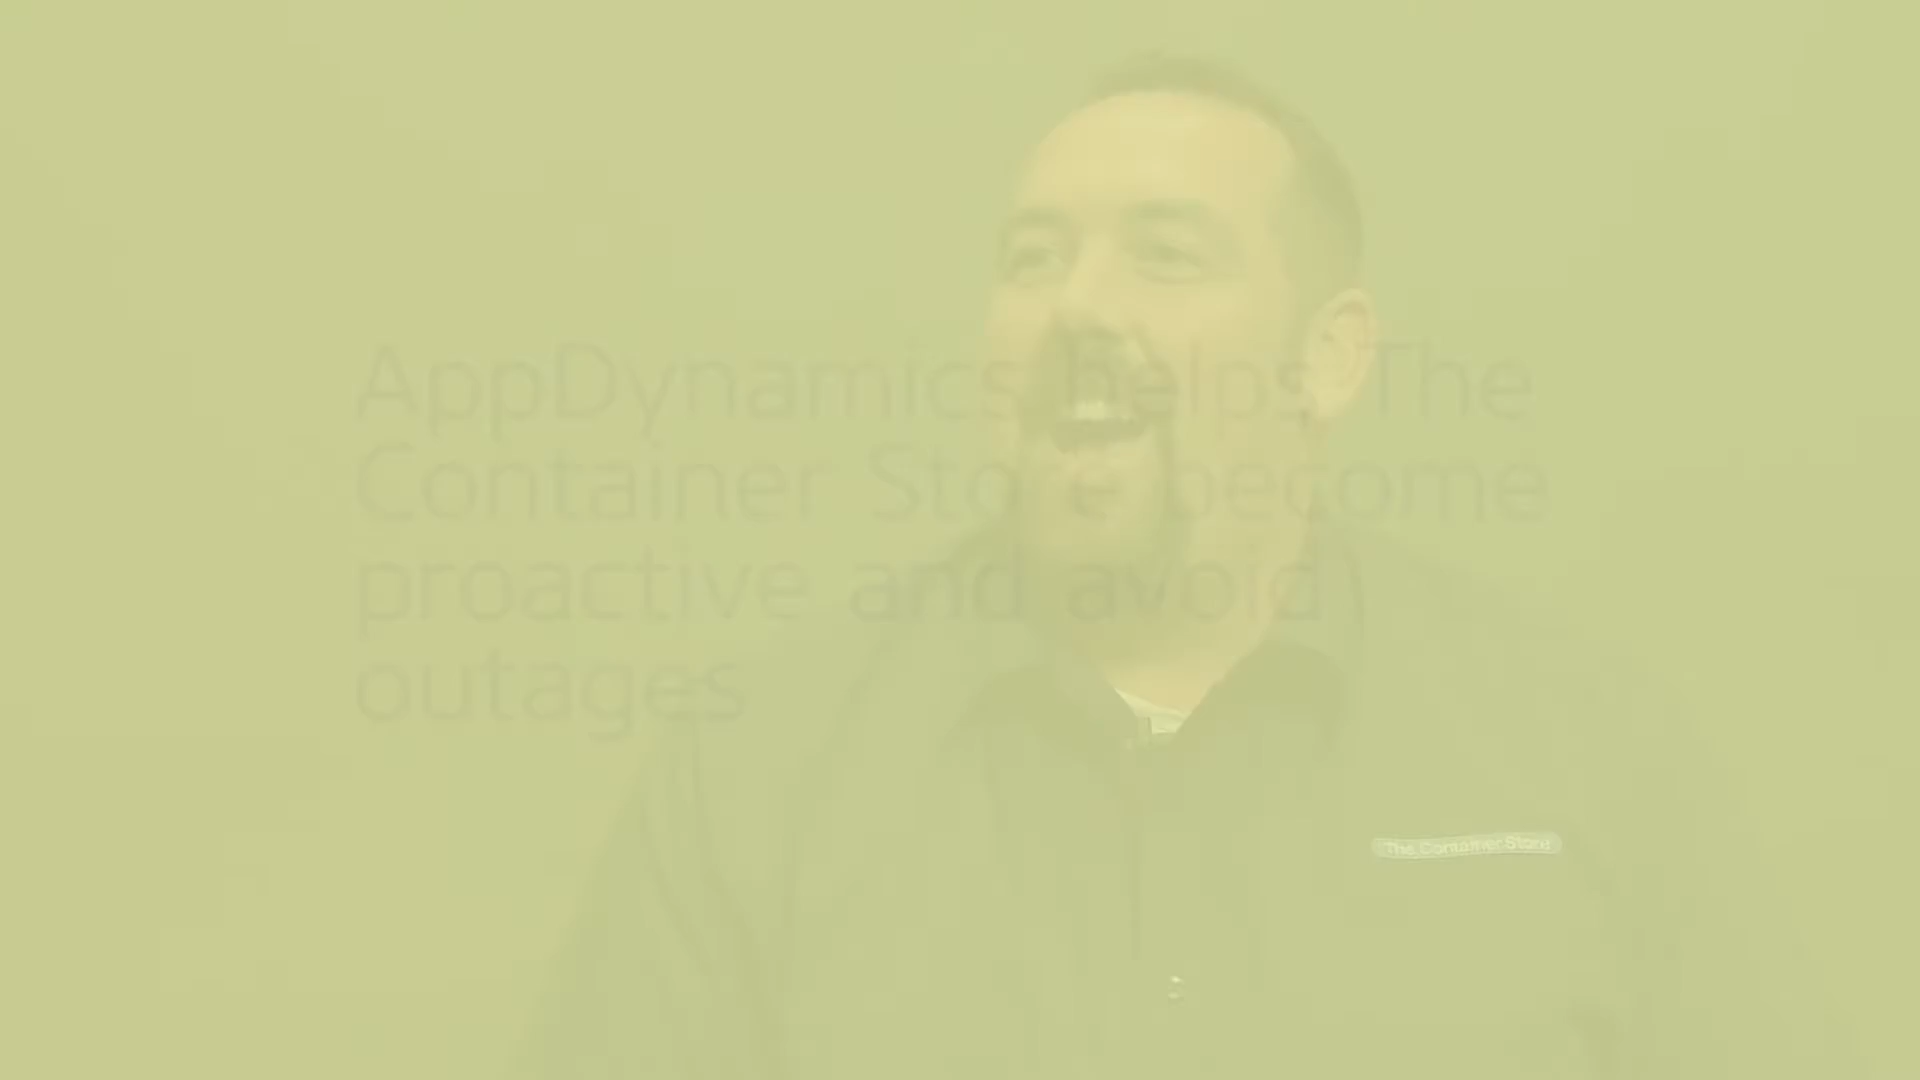 AppDynamics helps The
Container Store become
proactive and avoid
outages
The Container Store